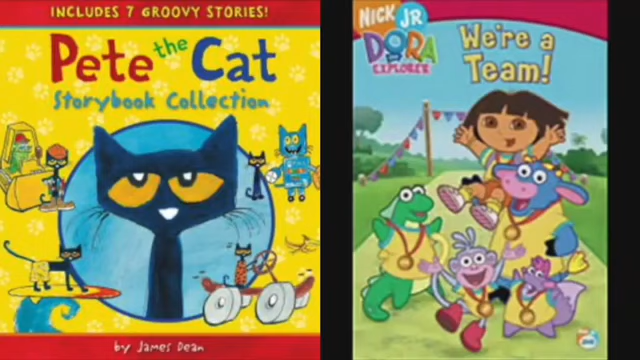 INCLUDES 7 GROOVY STORIES!
Pete the Cat
Storybook Collection
by James Dean
NICK JR
DORA
the
EXPLORER
We're a
Team!